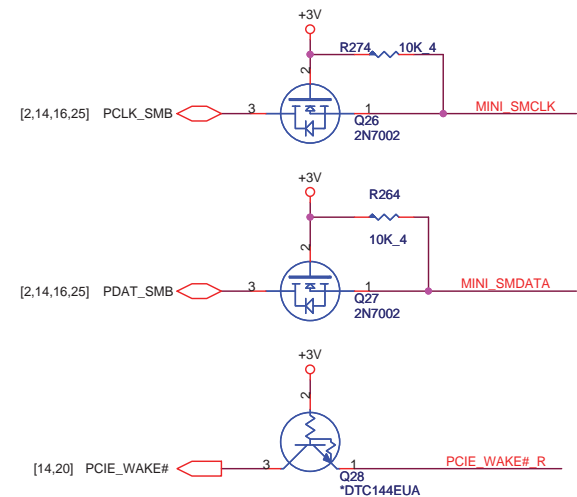 +3V
R274 10K_4
2
[2,14,16,25] PCLK_SMB 3 1 MINI_SMCLK
Q26
2N7002
+3V
R264
10K_4
2
[2,14,16,25] PDAT_SMB 3 1 MINI_SMDATA
Q27
2N7002
+3V
2
[14,20] PCIE_WAKE# 3 1 PCIE_WAKE#_R
Q28
*DTC144EUA